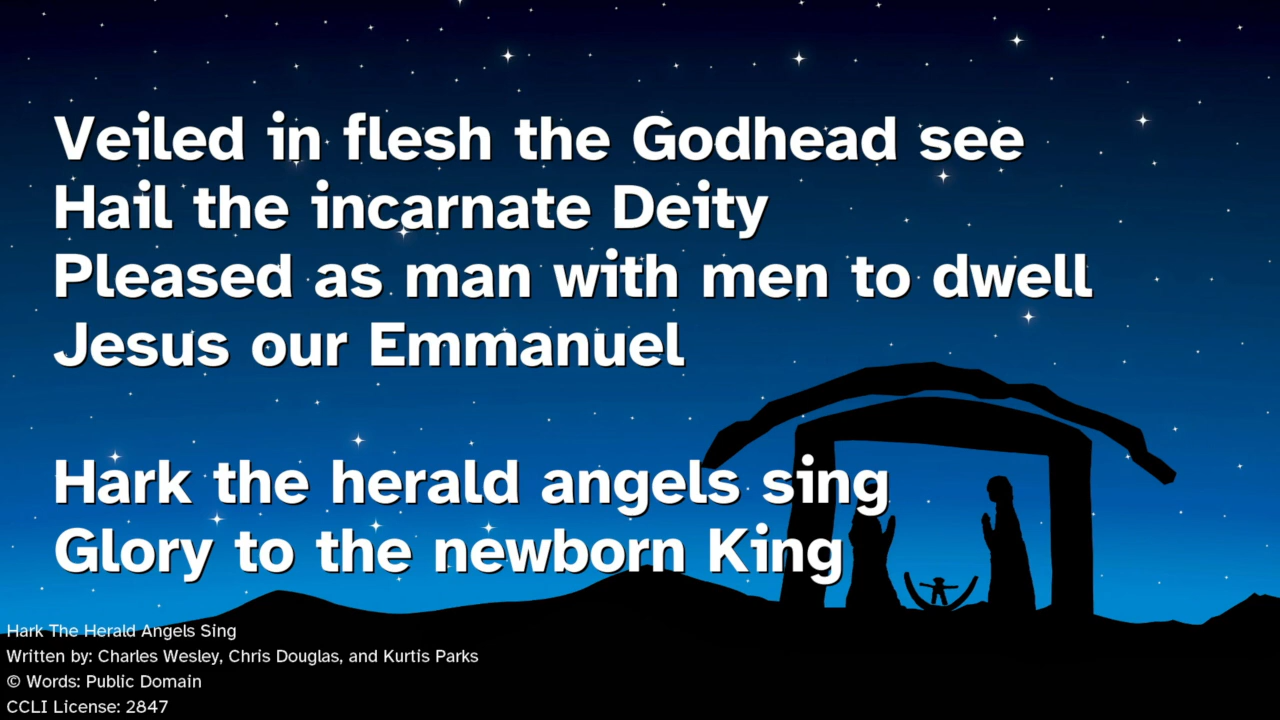 Veiled in flesh the Godhead see
Hail the incarnate Deity
Pleased as man with men to dwell
Jesus our Emmanuel
Hark the herald angels sing
Glory to the newborn King
Hark The Herald Angels Sing
Written by: Charles Wesley, Chris Douglas, and Kurtis Parks
© Words: Public Domain
CCLI License: 2847